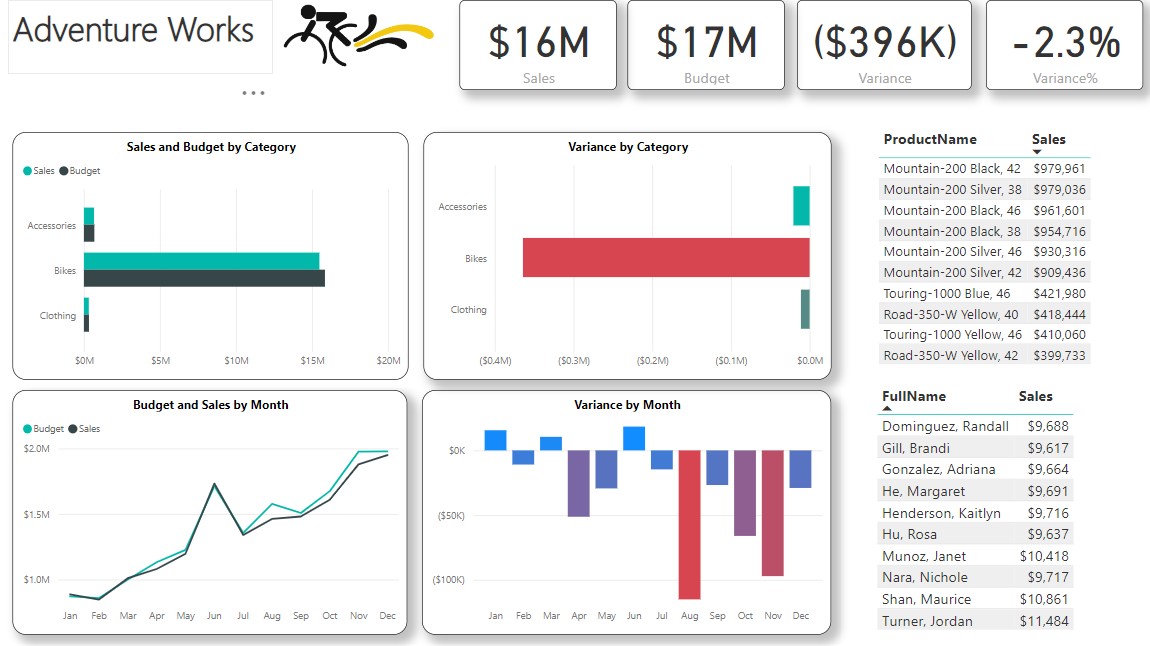 Adventure Works
$16M
Sales
$17M
Budget
($396K)
Variance
-2.3%
Variance%
Sales and Budget by Category
Sales Budget
Accessories
Bikes
Clothing
$0M $5M $10M $15M $20M
Variance by Category
Accessories
Bikes
Clothing
($0.4M) ($0.3M) ($0.2M) ($0.1M) $0.0M
ProductName Sales
Mountain-200 Black, 42 $979,961
Mountain-200 Silver, 38 $979,036
Mountain-200 Black, 46 $961,601
Mountain-200 Black, 38 $954,716
Mountain-200 Silver, 46 $930,316
Mountain-200 Silver, 42 $909,436
Touring-1000 Blue, 46 $421,980
Road-350-W Yellow, 40 $418,444
Touring-1000 Yellow, 46 $410,060
Road-350-W Yellow, 42 $399,733
Budget and Sales by Month
Budget Sales
$2.0M
$1.5M
$1.0M
Jan Feb Mar Apr May Jun Jul Aug Sep Oct Nov Dec
Variance by Month
$0K
($50K)
($100K)
Jan Feb Mar Apr May Jun Jul Aug Sep Oct Nov Dec
FullName Sales
Dominguez, Randall $9,688
Gill, Brandi $9,617
Gonzalez, Adriana $9,664
He, Margaret $9,691
Henderson, Kaitlyn $9,716
Hu, Rosa $9,637
Munoz, Janet $10,418
Nara, Nichole $9,717
Shan, Maurice $10,861
Turner, Jordan $11,484